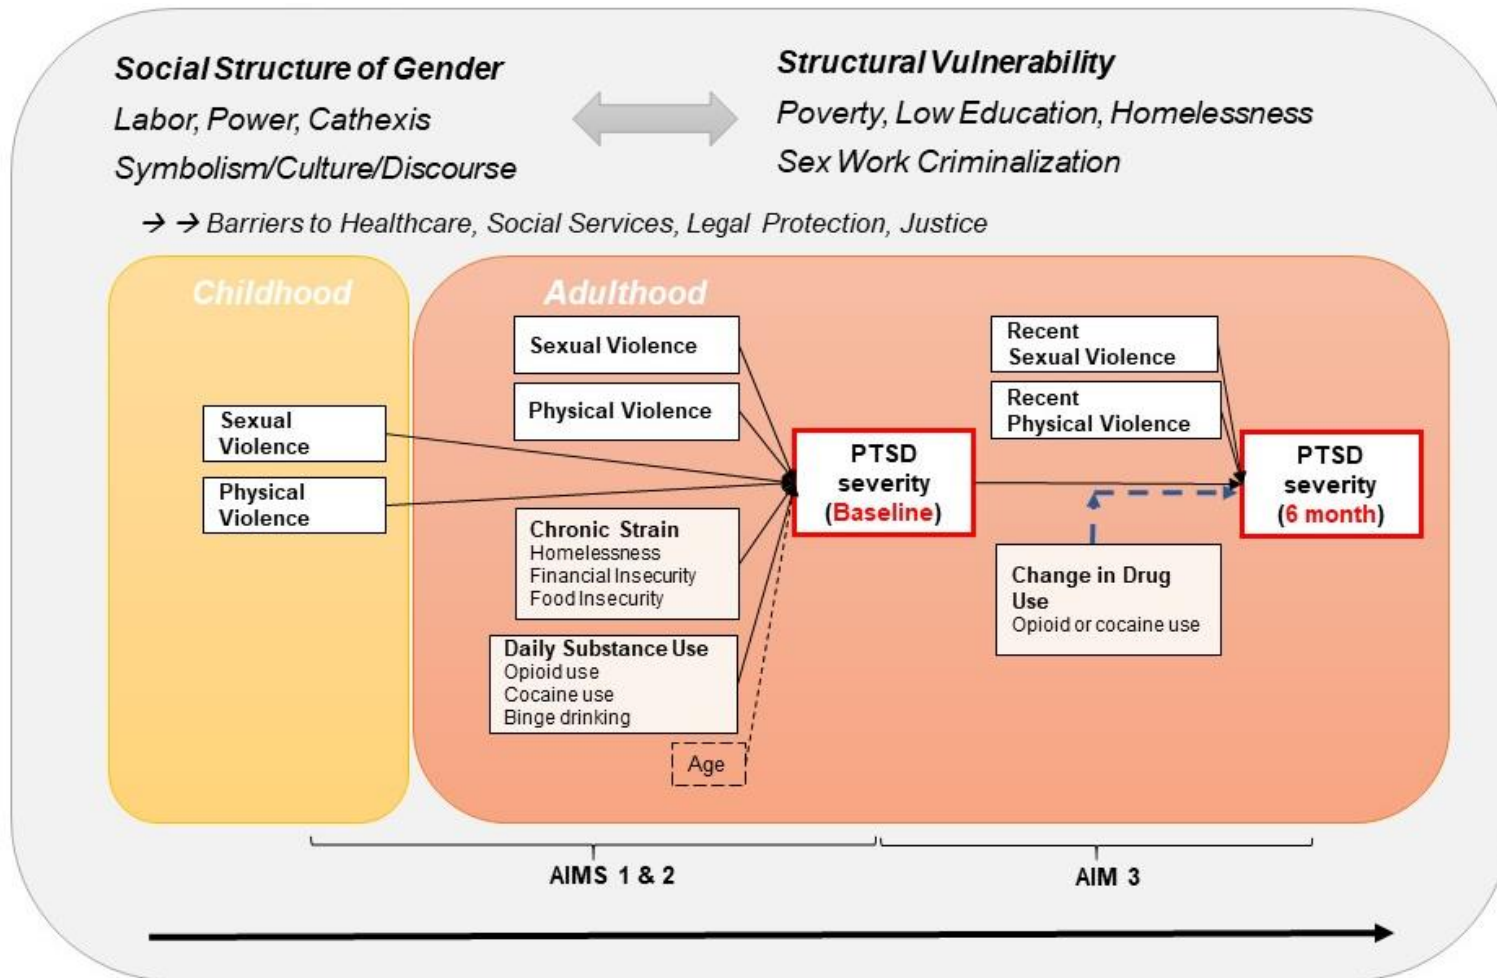 Social Structure of Gender
Labor, Power, Cathexis
Symbolism/Culture/Discourse
Structural Vulnerability
Poverty, Low Education, Homelessness
Sex Work Criminalization
→ → Barriers to Healthcare, Social Services, Legal Protection, Justice
Childhood
Adulthood
Sexual
Violence
Physical
Violence
Sexual Violence
Physical Violence
Chronic Strain
Homelessness
Financial Insecurity
Food Insecurity
Daily Substance Use
Opioid use
Cocaine use
Binge drinking
Age
PTSD
severity
(Baseline)
Recent
Sexual Violence
Recent
Physical Violence
Change in Drug
Use
Opioid or cocaine use
PTSD
severity
(6 month)
AIMS 1 & 2
AIM 3